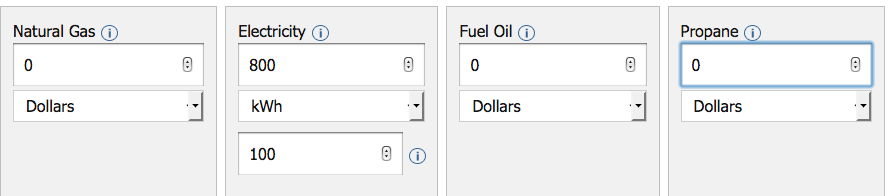 Natural Gas
0
Dollars
Electricity
800
kWh
100
Fuel Oil
0
Dollars
Propane
0
Dollars